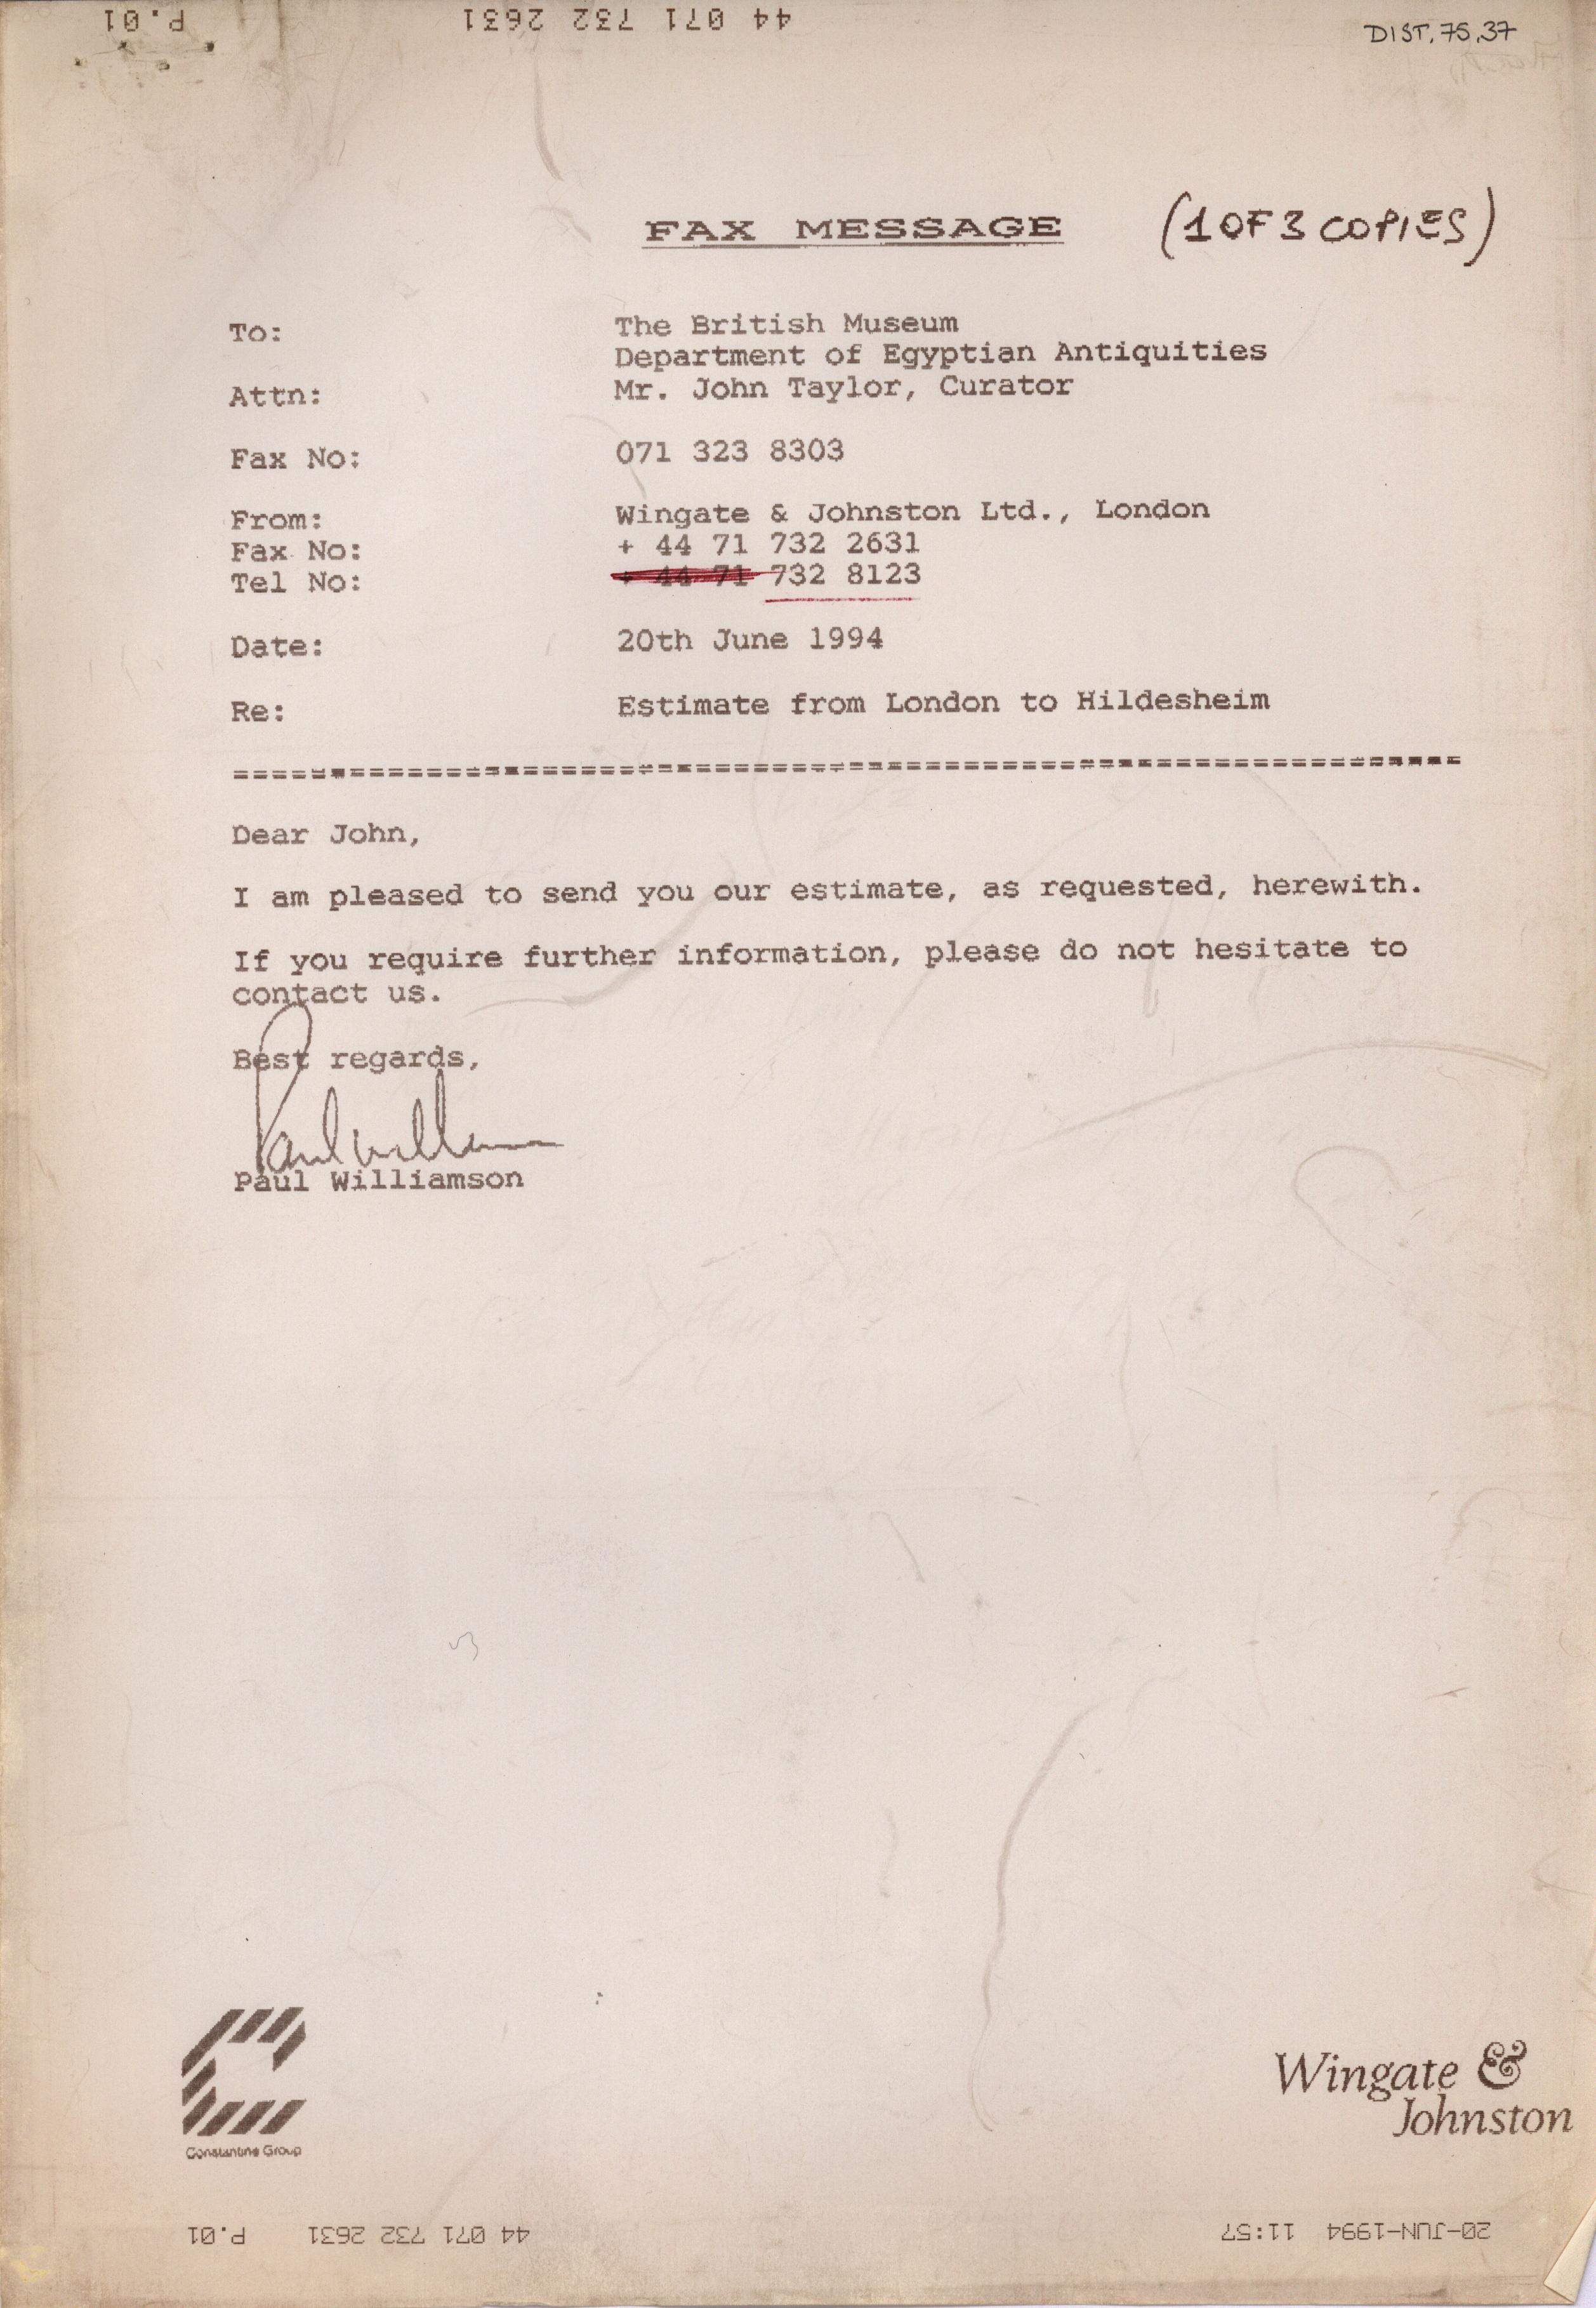 P.01 44 071 732 2631
DIST. 75.37
FAX MESSAGE (1 OF 3 COPIES)
To: The British Museum
Department of Egyptian Antiquities
Attn: Mr. John Taylor, Curator
Fax No: 071 323 8303
From: Wingate & Johnston Ltd., London
Fax No: + 44 71 732 2631
Tel No: + 44 71 732 8123
Date: 20th June 1994
Re: Estimate from London to Hildesheim
Dear John,
I am pleased to send you our estimate, as requested, herewith.
If you require further information, please do not hesitate to
contact us.
Best regards,
Paul Williamson
Constantine Group
Wingate &
Johnston
20-JUN-1994 11:57 44 071 732 2631 P.01